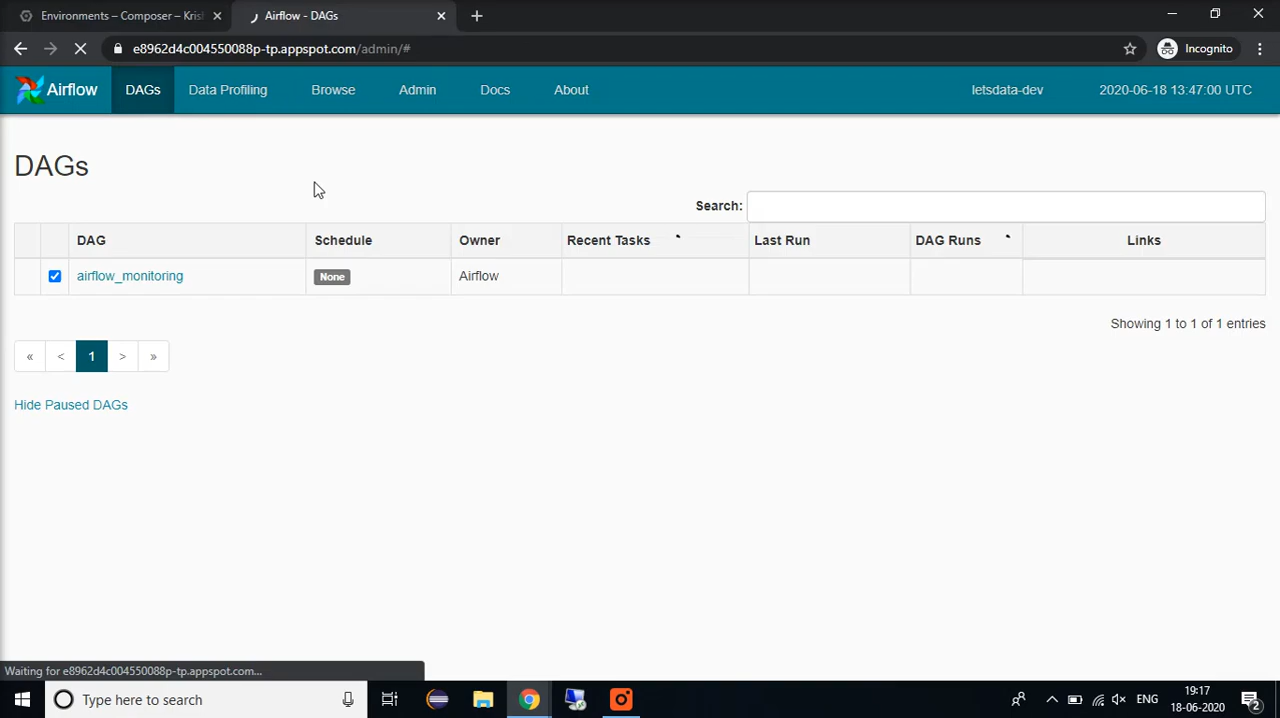 Environments – Composer – Kris
Airflow - DAGs
e8962d4c004550088p-tp.appspot.com/admin/#
Incognito
Airflow
DAGs
Data Profiling
Browse
Admin
Docs
About
letsdata-dev
2020-06-18 13:47:00 UTC
DAGs
Search:
DAG
Schedule
Owner
Recent Tasks
Last Run
DAG Runs
Links
airflow_monitoring
None
Airflow
Showing 1 to 1 of 1 entries
« < 1 > »
Hide Paused DAGs
Waiting for e8962d4c004550088p-tp.appspot.com...
Type here to search
ENG
19:17
18-06-2020
2